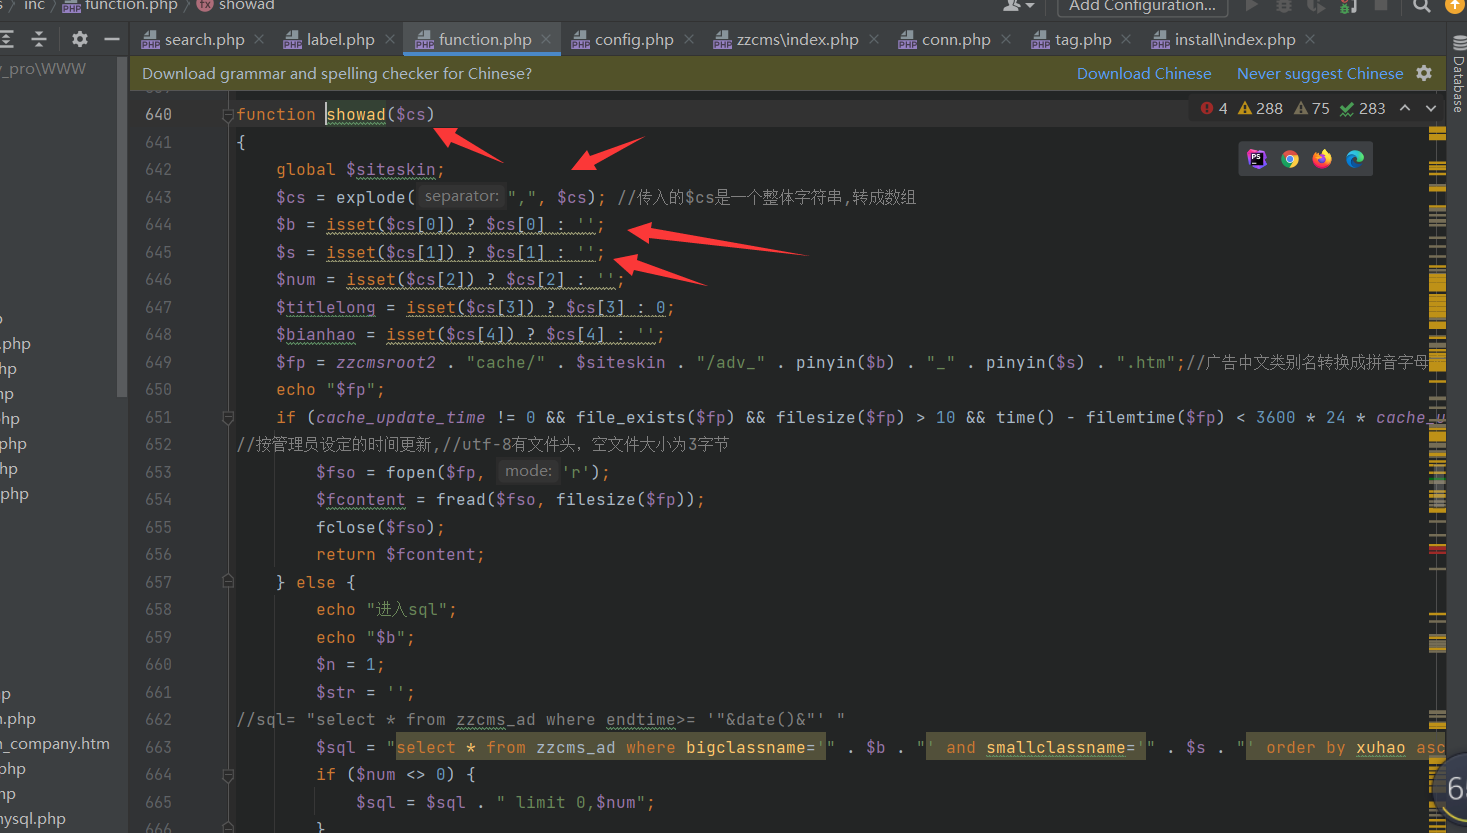 inc > function.php > showad
Add Configuration...
search.php label.php function.php config.php zzcms\index.php conn.php tag.php install\index.php
_pro\WWW
Download grammar and spelling checker for Chinese? Download Chinese Never suggest Chinese
Database
4 288 75 283
640 function showad($cs)
641 {
642 global $siteskin;
643 $cs = explode( separator: ",", $cs); //传入的$cs是一个整体字符串,转成数组
644 $b = isset($cs[0]) ? $cs[0] : '';
645 $s = isset($cs[1]) ? $cs[1] : '';
646 $num = isset($cs[2]) ? $cs[2] : '';
647 $titlelong = isset($cs[3]) ? $cs[3] : 0;
648 $bianhao = isset($cs[4]) ? $cs[4] : '';
649 $fp = zzcmsroot2 . "cache/" . $siteskin . "/adv_" . pinyin($b) . "_" . pinyin($s) . ".htm";//广告中文类别名转换成拼音字母
650 echo "$fp";
651 if (cache_update_time != 0 && file_exists($fp) && filesize($fp) > 10 && time() - filemtime($fp) < 3600 * 24 * cache_u
652 //按管理员设定的时间更新,//utf-8有文件头，空文件大小为3字节
653 $fso = fopen($fp, mode: 'r');
654 $fcontent = fread($fso, filesize($fp));
655 fclose($fso);
656 return $fcontent;
657 } else {
658 echo "进入sql";
659 echo "$b";
660 $n = 1;
661 $str = '';
662 //sql= "select * from zzcms_ad where endtime>= '"&date()&"' "
663 $sql = "select * from zzcms_ad where bigclassname='" . $b . "' and smallclassname='" . $s . "' order by xuhao asc
664 if ($num <> 0) {
665 $sql = $sql . " limit 0,$num";
666 }
.php
hp
p
hp
php
hp
php
p
n.php
n_company.htm
php
hp
nysql.php